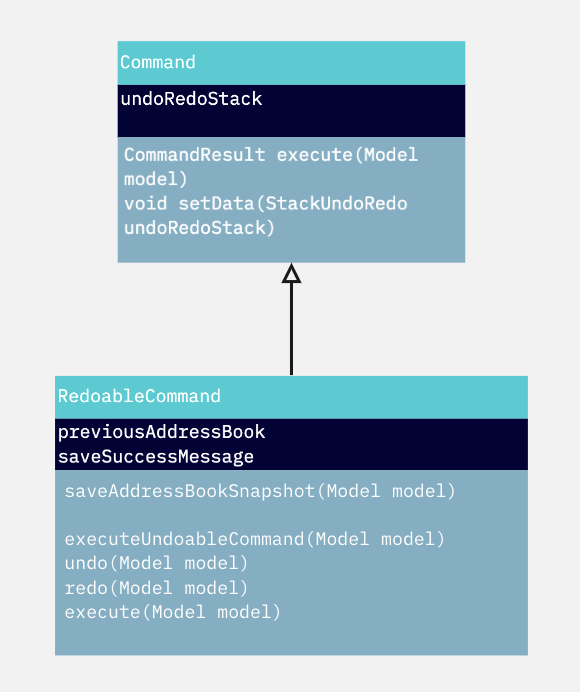 Command
undoRedoStack
CommandResult execute(Model
model)
void setData(StackUndoRedo
undoRedoStack)
RedoableCommand
previousAddressBook
saveSuccessMessage
saveAddressBookSnapshot(Model model)
executeUndoableCommand(Model model)
undo(Model model)
redo(Model model)
execute(Model model)